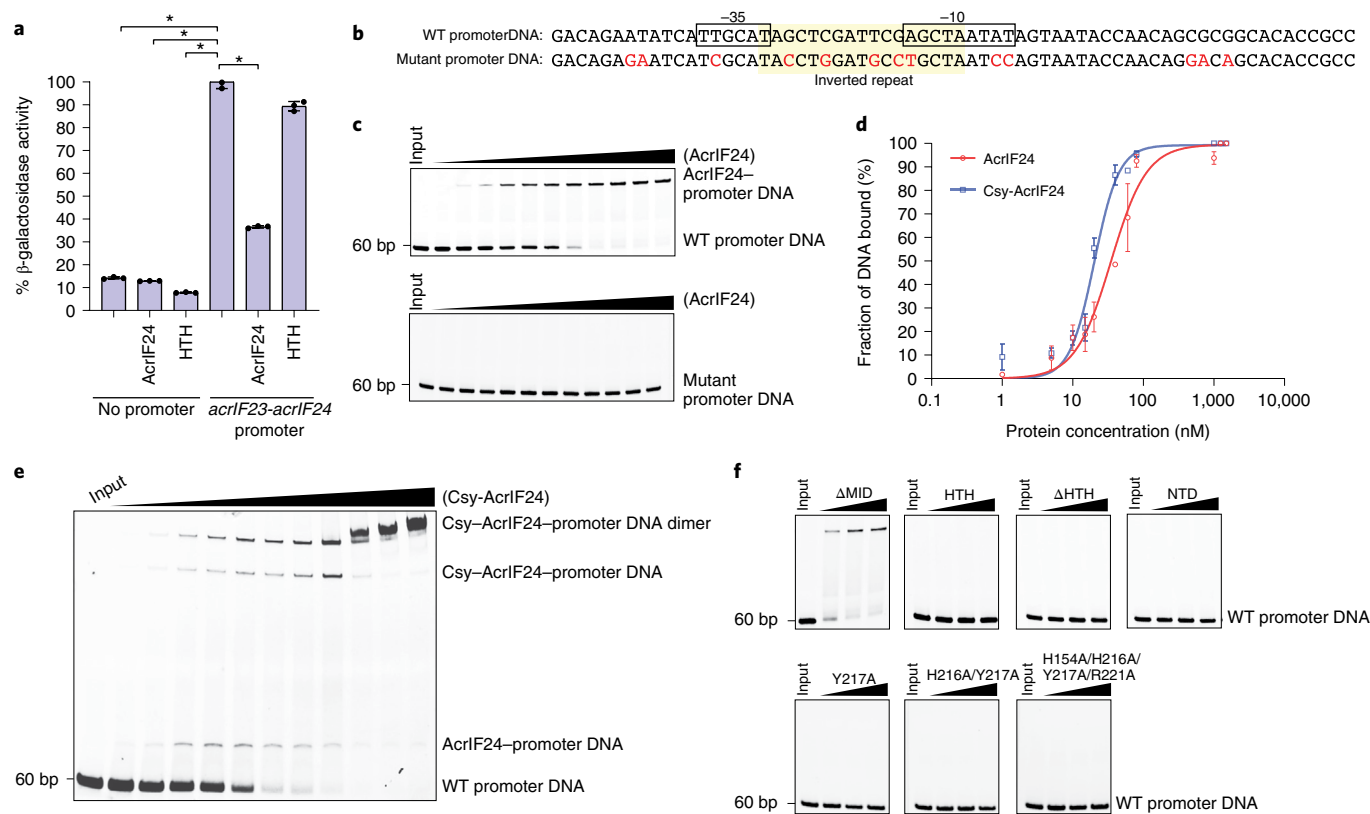 a
*
*
*
*
% β-galactosidase activity
100
90
80
70
60
50
40
30
20
10
0
AcrIF24
HTH
AcrIF24
HTH
No promoter
acrIF23-acrIF24
promoter
b
–35
–10
WT promoterDNA: GACAGAATATCATTGCATAGCTCGATTCGAGCTAATATAGTAATACCAACAGCGCGGCACACCGCC
Mutant promoter DNA: GACAGAGAATCATCGCATACCTGGATGCCTGCTAATCCAGTAATACCAACAGGACAGCACACCGCC
Inverted repeat
c
Input
(AcrIF24)
AcrIF24–
promoter DNA
60 bp
WT promoter DNA
Input
(AcrIF24)
60 bp
Mutant
promoter DNA
d
Fraction of DNA bound (%)
100
90
80
70
60
50
40
30
20
10
0
AcrIF24
Csy-AcrIF24
0.1 1 10 100 1,000 10,000
Protein concentration (nM)
e
Input
(Csy-AcrIF24)
Csy–AcrIF24–promoter DNA dimer
Csy–AcrIF24–promoter DNA
AcrIF24–promoter DNA
60 bp
WT promoter DNA
f
Input
ΔMID
Input
HTH
Input
ΔHTH
Input
NTD
60 bp
WT promoter DNA
Input
Y217A
Input
H216A/Y217A
Input
H154A/H216A/
Y217A/R221A
60 bp
WT promoter DNA